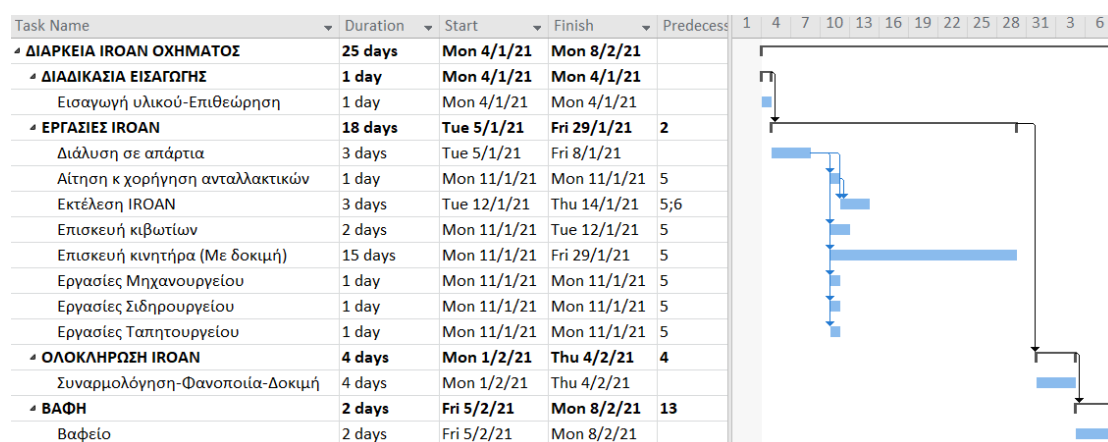 Task Name Duration Start Finish Predecess 1 4 7 10 13 16 19 22 25 28 31 3 6
ΔΙΑΡΚΕΙΑ IROAN ΟΧΗΜΑΤΟΣ 25 days Mon 4/1/21 Mon 8/2/21
ΔΙΑΔΙΚΑΣΙΑ ΕΙΣΑΓΩΓΗΣ 1 day Mon 4/1/21 Mon 4/1/21
Εισαγωγή υλικού-Επιθεώρηση 1 day Mon 4/1/21 Mon 4/1/21
ΕΡΓΑΣΙΕΣ IROAN 18 days Tue 5/1/21 Fri 29/1/21 2
Διάλυση σε απάρτια 3 days Tue 5/1/21 Fri 8/1/21
Αίτηση κ χορήγηση ανταλλακτικών 1 day Mon 11/1/21 Mon 11/1/21 5
Εκτέλεση IROAN 3 days Tue 12/1/21 Thu 14/1/21 5;6
Επισκευή κιβωτίων 2 days Mon 11/1/21 Tue 12/1/21 5
Επισκευή κινητήρα (Με δοκιμή) 15 days Mon 11/1/21 Fri 29/1/21 5
Εργασίες Μηχανουργείου 1 day Mon 11/1/21 Mon 11/1/21 5
Εργασίες Σιδηρουργείου 1 day Mon 11/1/21 Mon 11/1/21 5
Εργασίες Ταπητουργείου 1 day Mon 11/1/21 Mon 11/1/21 5
ΟΛΟΚΛΗΡΩΣΗ IROAN 4 days Mon 1/2/21 Thu 4/2/21 4
Συναρμολόγηση-Φανοποιία-Δοκιμή 4 days Mon 1/2/21 Thu 4/2/21
ΒΑΦΗ 2 days Fri 5/2/21 Mon 8/2/21 13
Βαφείο 2 days Fri 5/2/21 Mon 8/2/21